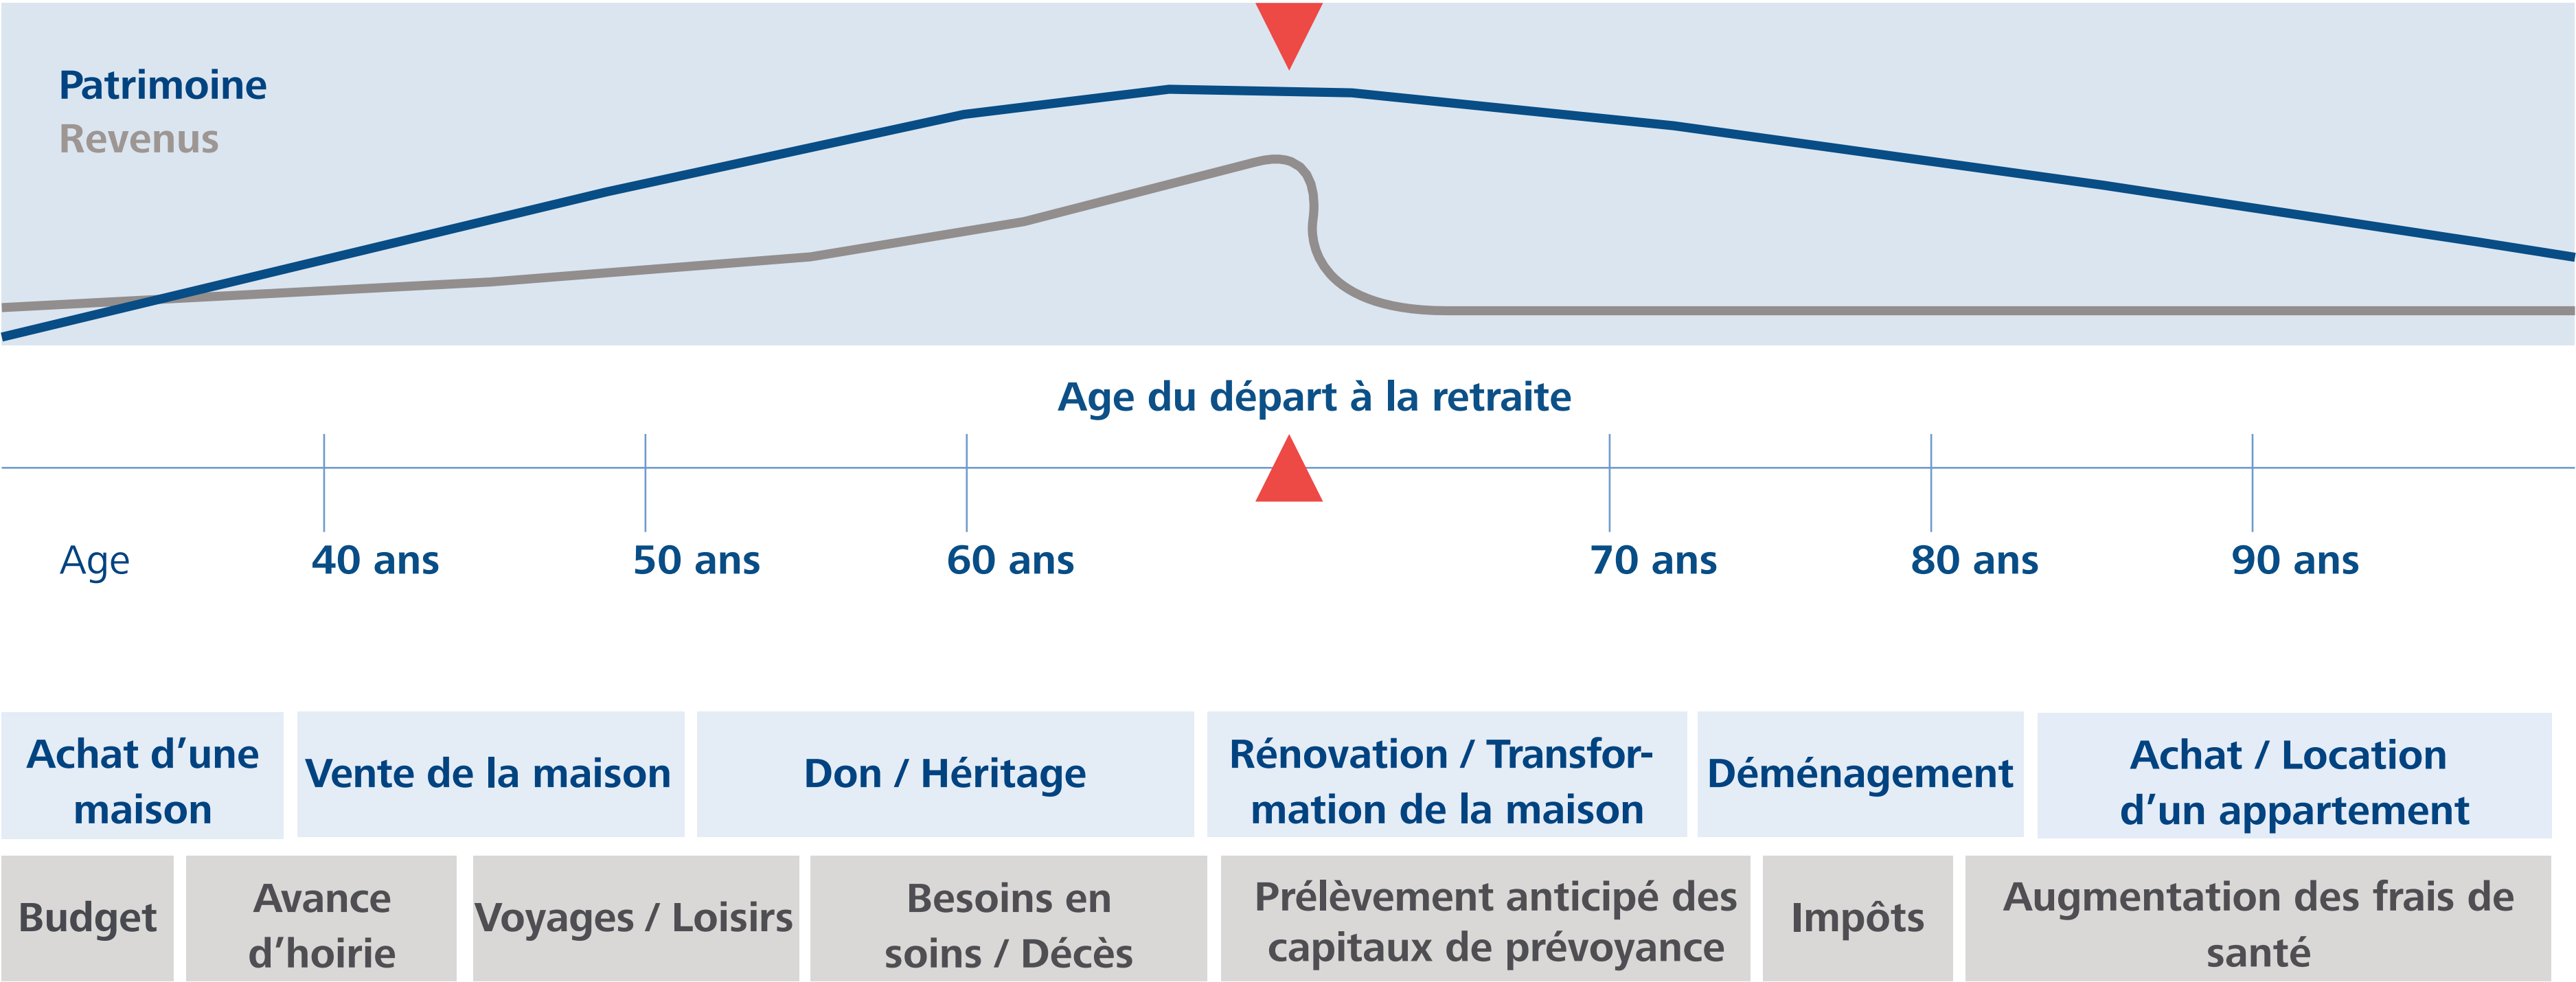 Patrimoine
Revenus
Age du départ à la retraite
Age
40 ans
50 ans
60 ans
70 ans
80 ans
90 ans
Achat d’une
maison
Vente de la maison
Don / Héritage
Rénovation / Transfor-
mation de la maison
Déménagement
Achat / Location
d’un appartement
Budget
Avance
d’hoirie
Voyages / Loisirs
Besoins en
soins / Décès
Prélèvement anticipé des
capitaux de prévoyance
Impôts
Augmentation des frais de
santé